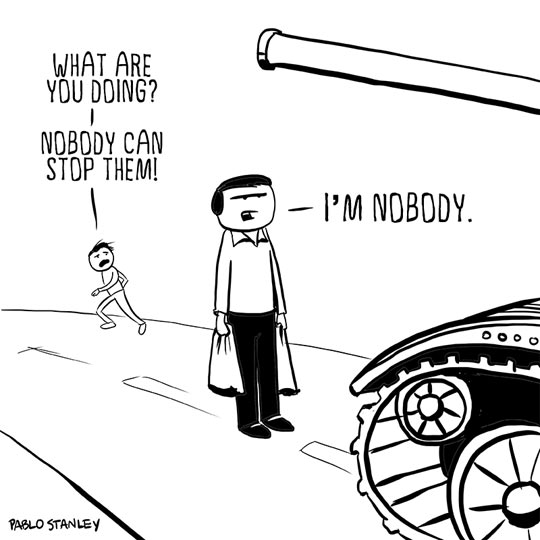 WHAT ARE
YOU DOING?
NOBODY CAN
STOP THEM!
I'M NOBODY.
PABLO STANLEY